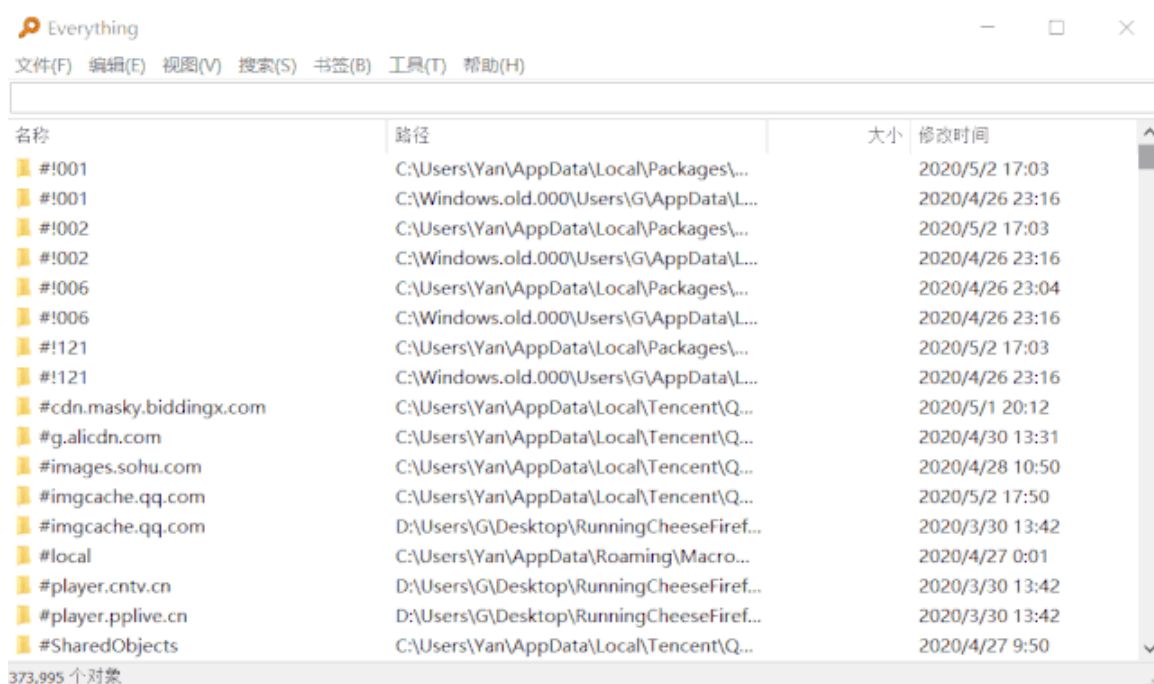 Everything
文件(F) 编辑(E) 视图(V) 搜索(S) 书签(B) 工具(T) 帮助(H)
名称 路径 大小 修改时间
#!001 C:\Users\Yan\AppData\Local\Packages\... 2020/5/2 17:03
#!001 C:\Windows.old.000\Users\G\AppData\L... 2020/4/26 23:16
#!002 C:\Users\Yan\AppData\Local\Packages\... 2020/5/2 17:03
#!002 C:\Windows.old.000\Users\G\AppData\L... 2020/4/26 23:16
#!006 C:\Users\Yan\AppData\Local\Packages\... 2020/4/26 23:04
#!006 C:\Windows.old.000\Users\G\AppData\L... 2020/4/26 23:16
#!121 C:\Users\Yan\AppData\Local\Packages\... 2020/5/2 17:03
#!121 C:\Windows.old.000\Users\G\AppData\L... 2020/4/26 23:16
#cdn.masky.biddingx.com C:\Users\Yan\AppData\Local\Tencent\Q... 2020/5/1 20:12
#g.alicdn.com C:\Users\Yan\AppData\Local\Tencent\Q... 2020/4/30 13:31
#images.sohu.com C:\Users\Yan\AppData\Local\Tencent\Q... 2020/4/28 10:50
#imgcache.qq.com C:\Users\Yan\AppData\Local\Tencent\Q... 2020/5/2 17:50
#imgcache.qq.com D:\Users\G\Desktop\RunningCheeseFiref... 2020/3/30 13:42
#local C:\Users\Yan\AppData\Roaming\Macro... 2020/4/27 0:01
#player.cntv.cn D:\Users\G\Desktop\RunningCheeseFiref... 2020/3/30 13:42
#player.pplive.cn D:\Users\G\Desktop\RunningCheeseFiref... 2020/3/30 13:42
#SharedObjects C:\Users\Yan\AppData\Local\Tencent\Q... 2020/4/27 9:50
373,995 个对象